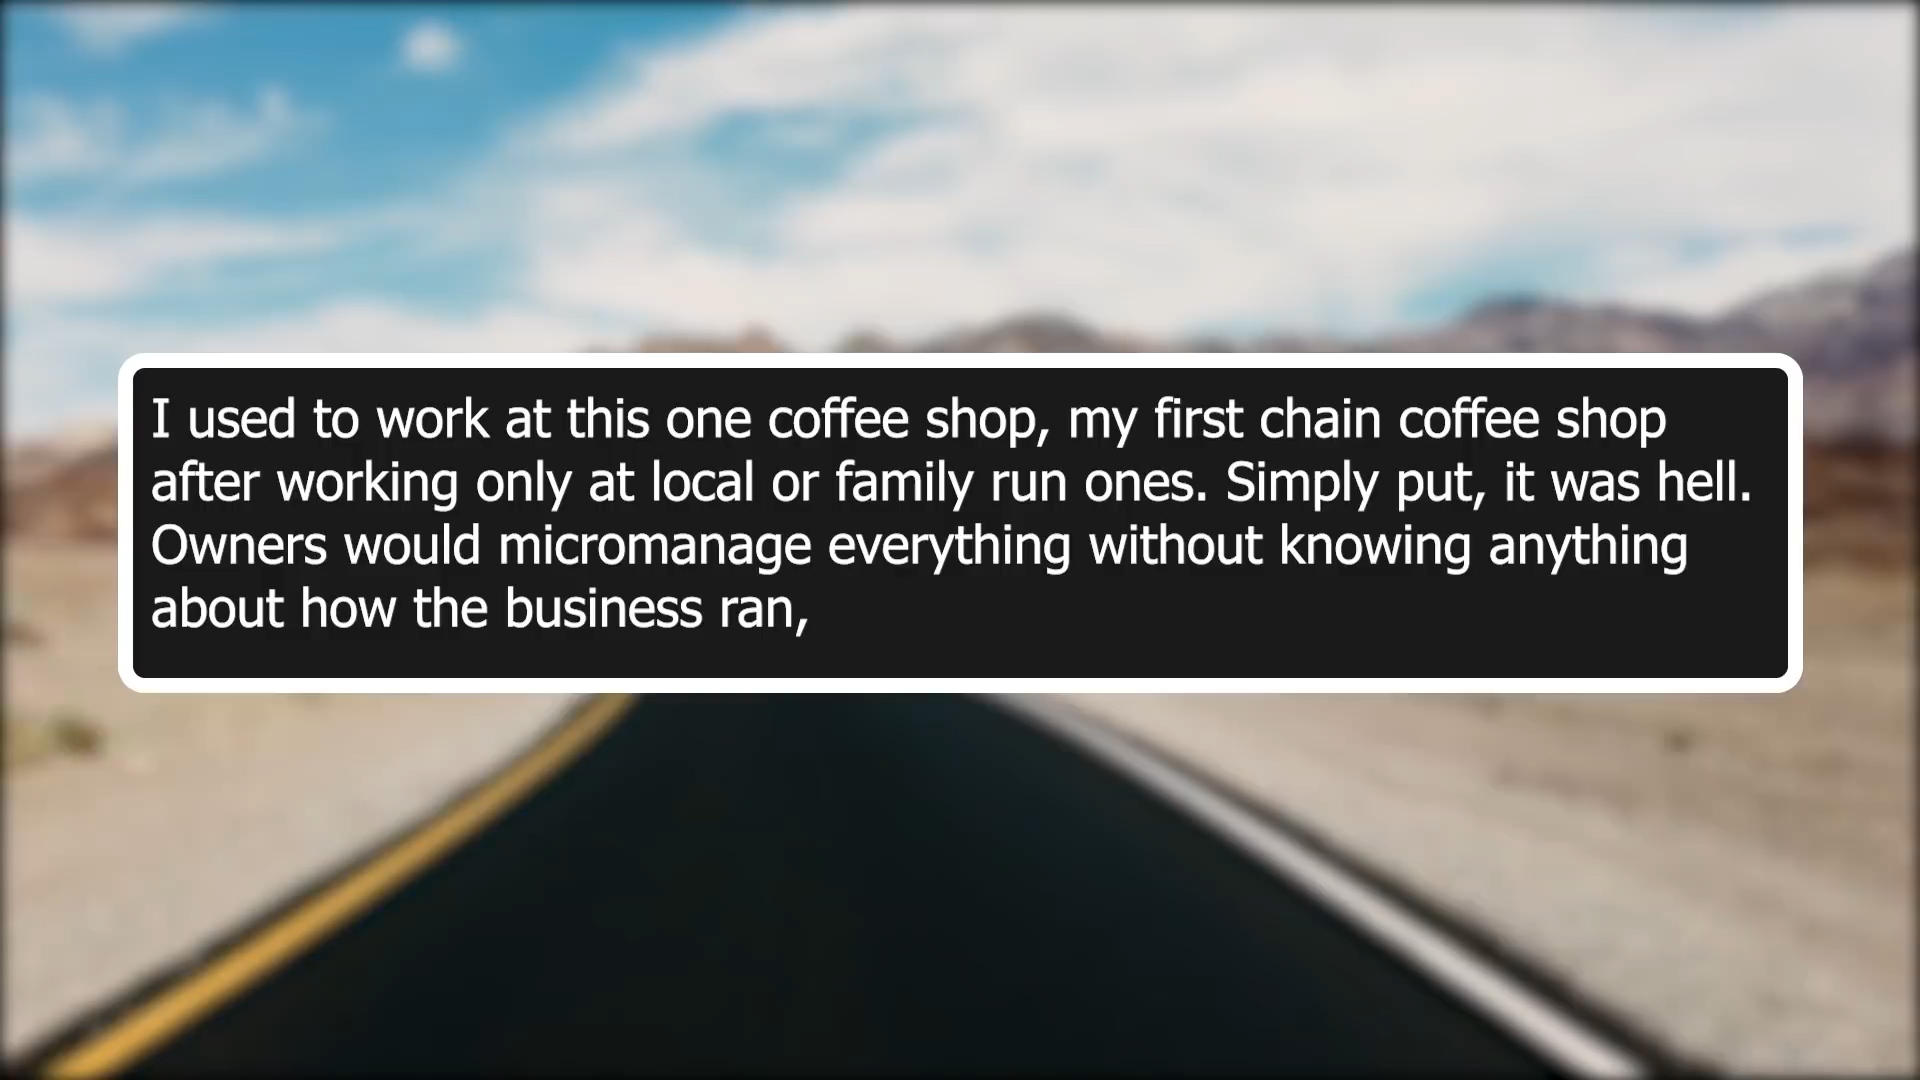 I used to work at this one coffee shop, my first chain coffee shop
after working only at local or family run ones. Simply put, it was hell.
Owners would micromanage everything without knowing anything
about how the business ran,